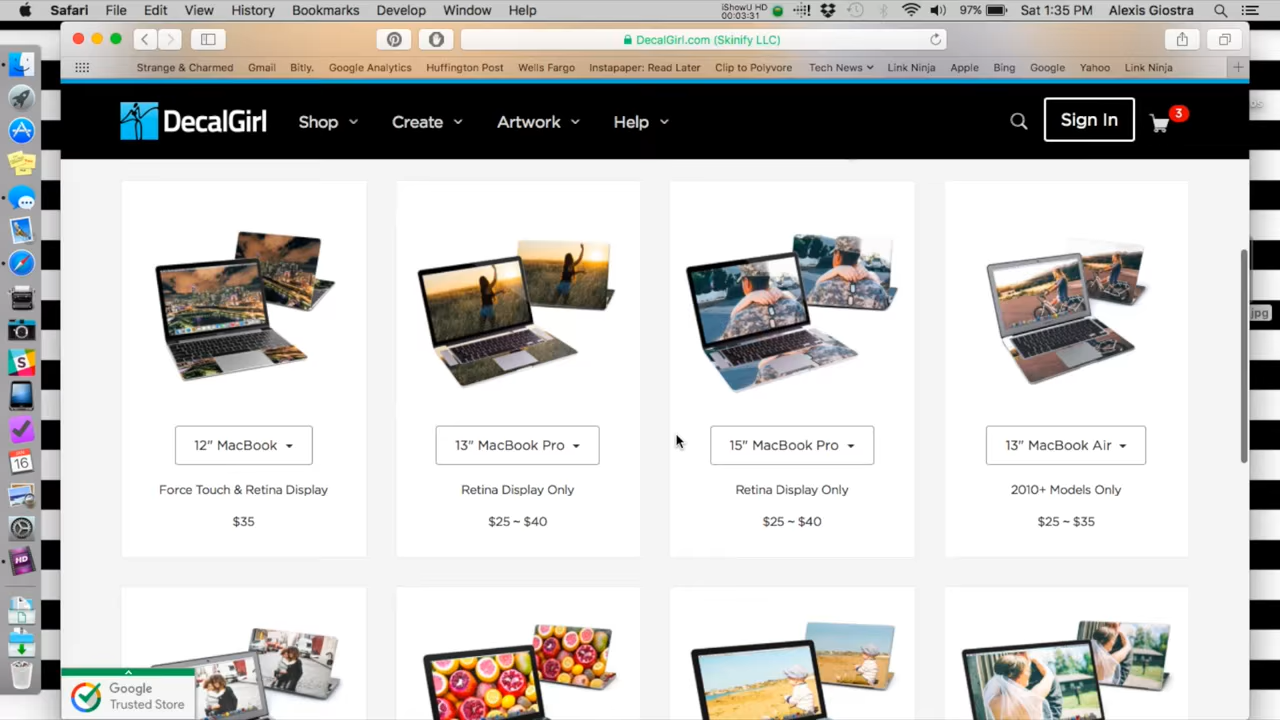 Safari File Edit View History Bookmarks Develop Window Help iShowU HD 00:03:31 97% Sat 1:35 PM Alexis Giostra
DecalGirl.com (Skinify LLC)
Strange & Charmed Gmail Bitly. Google Analytics Huffington Post Wells Fargo Instapaper: Read Later Clip to Polyvore Tech News Link Ninja Apple Bing Google Yahoo Link Ninja
DecalGirl Shop Create Artwork Help Sign In 3
12" MacBook 13" MacBook Pro 15" MacBook Pro 13" MacBook Air
Force Touch & Retina Display Retina Display Only Retina Display Only 2010+ Models Only
$35 $25 ~ $40 $25 ~ $40 $25 ~ $35
jpg
16
HD
Google
Trusted Store